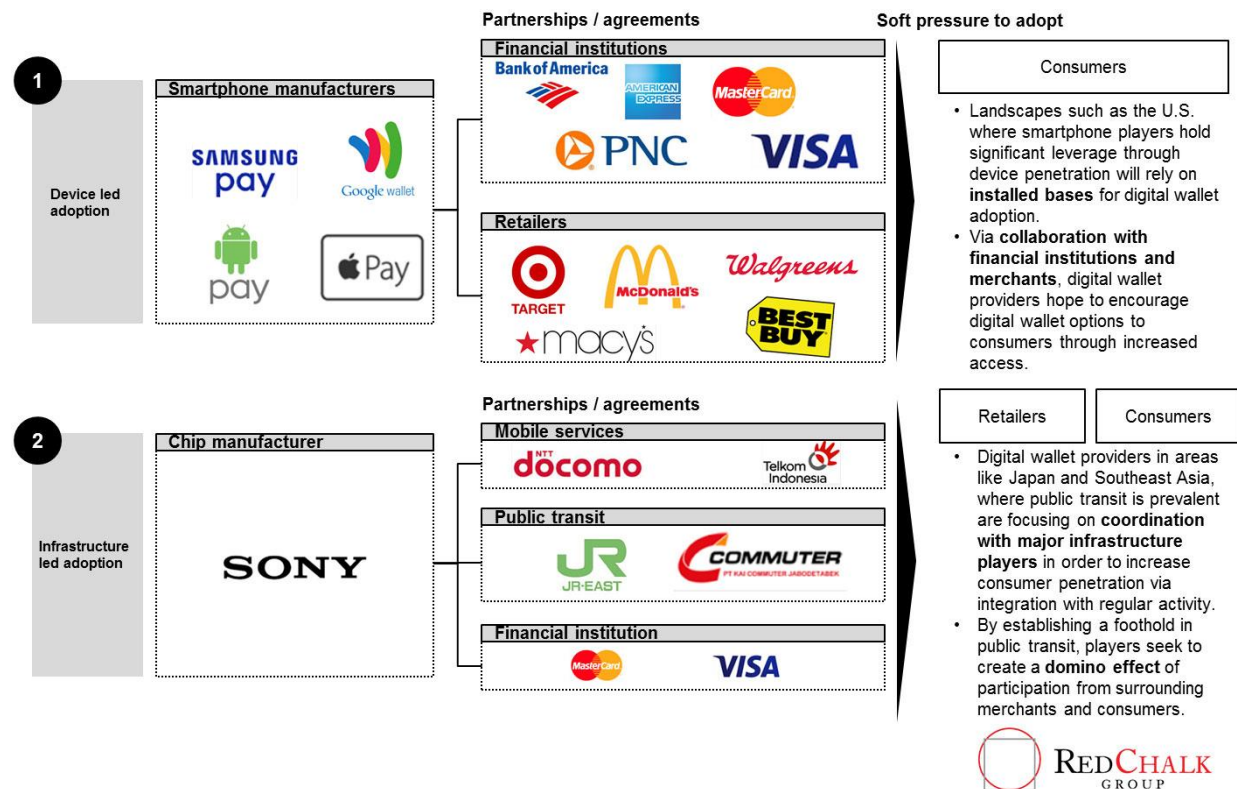 Partnerships / agreements
Soft pressure to adopt
1
Device led
adoption
Smartphone manufacturers
SAMSUNG
pay
Google wallet
pay
Pay
Financial institutions
Bank of America
AMERICAN
EXPRESS
MasterCard
PNC
VISA
Retailers
TARGET
McDonald's
Walgreens
macy's
BEST
BUY
Consumers
• Landscapes such as the U.S.
where smartphone players hold
significant leverage through
device penetration will rely on
installed bases for digital wallet
adoption.
• Via collaboration with
financial institutions and
merchants, digital wallet
providers hope to encourage
digital wallet options to
consumers through increased
access.
2
Infrastructure
led adoption
Chip manufacturer
SONY
Partnerships / agreements
Mobile services
NTT
döcomo
Telkom
Indonesia
Public transit
JR
JR-EAST
COMMUTER
PT KAI COMMUTER JABODETABEK
Financial institution
MasterCard
VISA
Retailers
Consumers
• Digital wallet providers in areas
like Japan and Southeast Asia,
where public transit is prevalent
are focusing on coordination
with major infrastructure
players in order to increase
consumer penetration via
integration with regular activity.
• By establishing a foothold in
public transit, players seek to
create a domino effect of
participation from surrounding
merchants and consumers.
REDCHALK
GROUP